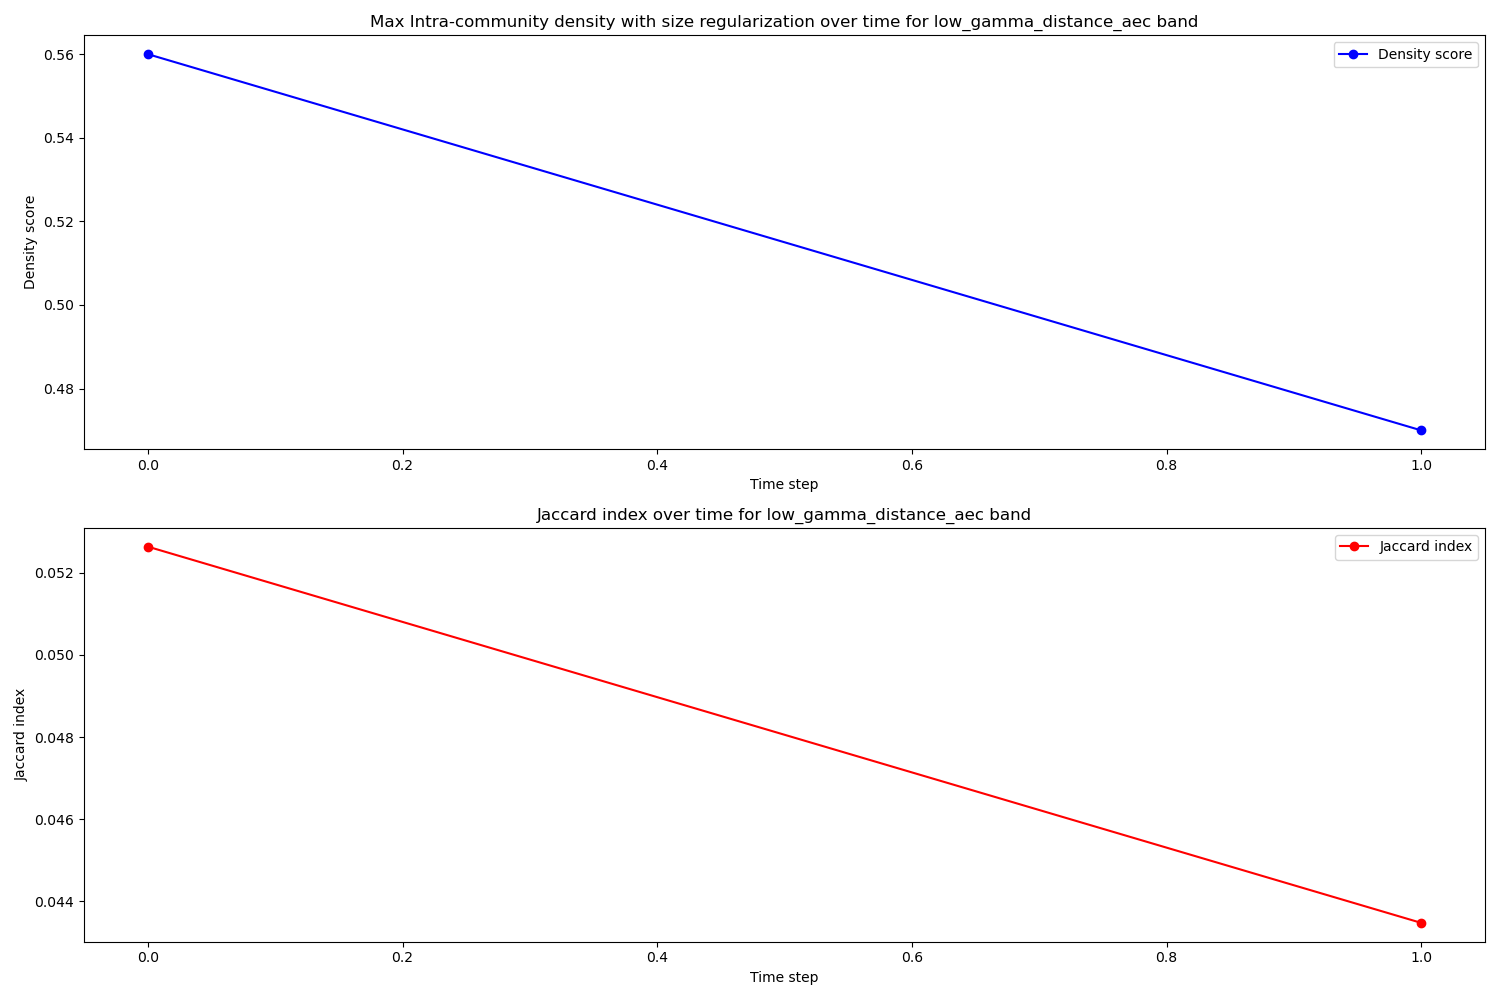 Max Intra-community density with size regularization over time for low_gamma_distance_aec band
Density score
0.56
0.54
0.52
0.50
0.48
Density score
0.0 0.2 0.4 0.6 0.8 1.0
Time step
Jaccard index over time for low_gamma_distance_aec band
Jaccard index
0.052
0.050
0.048
0.046
0.044
Jaccard index
0.0 0.2 0.4 0.6 0.8 1.0
Time step